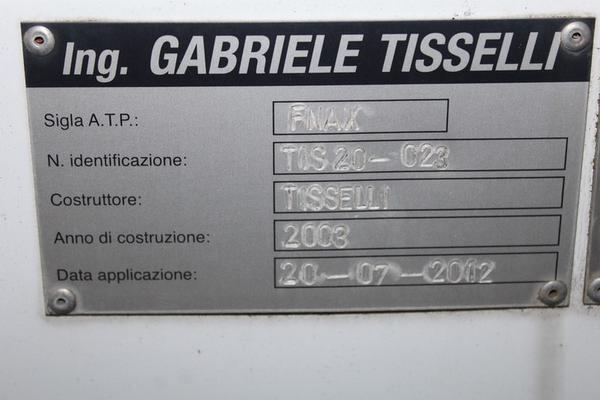 Ing. GABRIELE TISSELLI
Sigla A.T.P.: FNAX
N. identificazione: TIS 20-023
Costruttore: TISSELLI
Anno di costruzione: 2003
Data applicazione: 20-07-2012